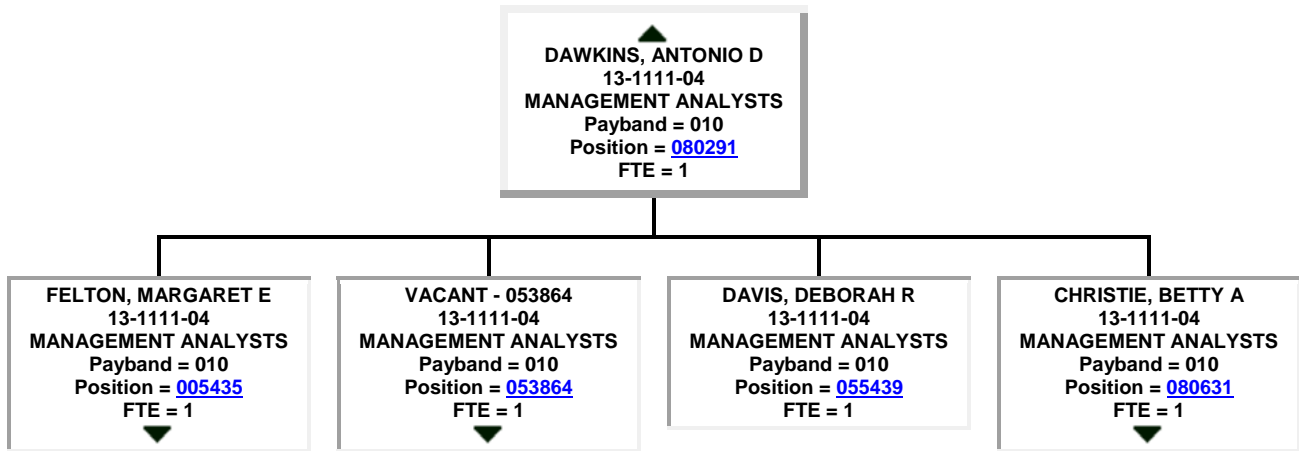 DAWKINS, ANTONIO D
13-1111-04
MANAGEMENT ANALYSTS
Payband = 010
Position = 080291
FTE = 1
FELTON, MARGARET E
13-1111-04
MANAGEMENT ANALYSTS
Payband = 010
Position = 005435
FTE = 1
VACANT - 053864
13-1111-04
MANAGEMENT ANALYSTS
Payband = 010
Position = 053864
FTE = 1
DAVIS, DEBORAH R
13-1111-04
MANAGEMENT ANALYSTS
Payband = 010
Position = 055439
FTE = 1
CHRISTIE, BETTY A
13-1111-04
MANAGEMENT ANALYSTS
Payband = 010
Position = 080631
FTE = 1